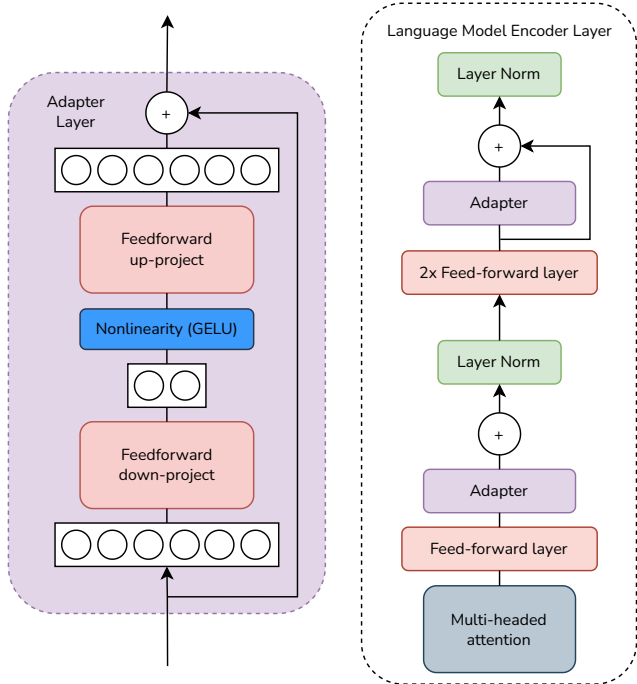 Adapter
Layer
+
Feedforward
up-project
Nonlinearity (GELU)
Feedforward
down-project
Language Model Encoder Layer
Layer Norm
+
Adapter
2x Feed-forward layer
Layer Norm
+
Adapter
Feed-forward layer
Multi-headed
attention